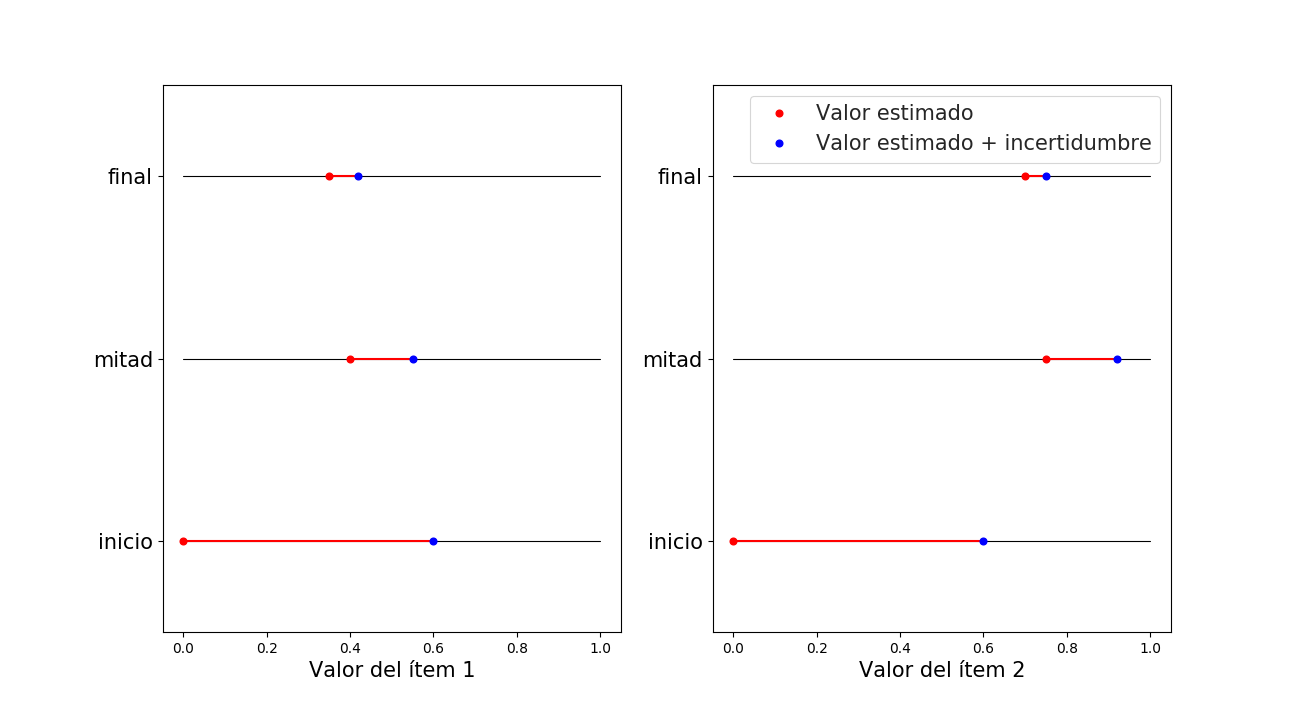 final
mitad
inicio
0.0 0.2 0.4 0.6 0.8 1.0
Valor del ítem 1
Valor estimado
Valor estimado + incertidumbre
final
mitad
inicio
0.0 0.2 0.4 0.6 0.8 1.0
Valor del ítem 2